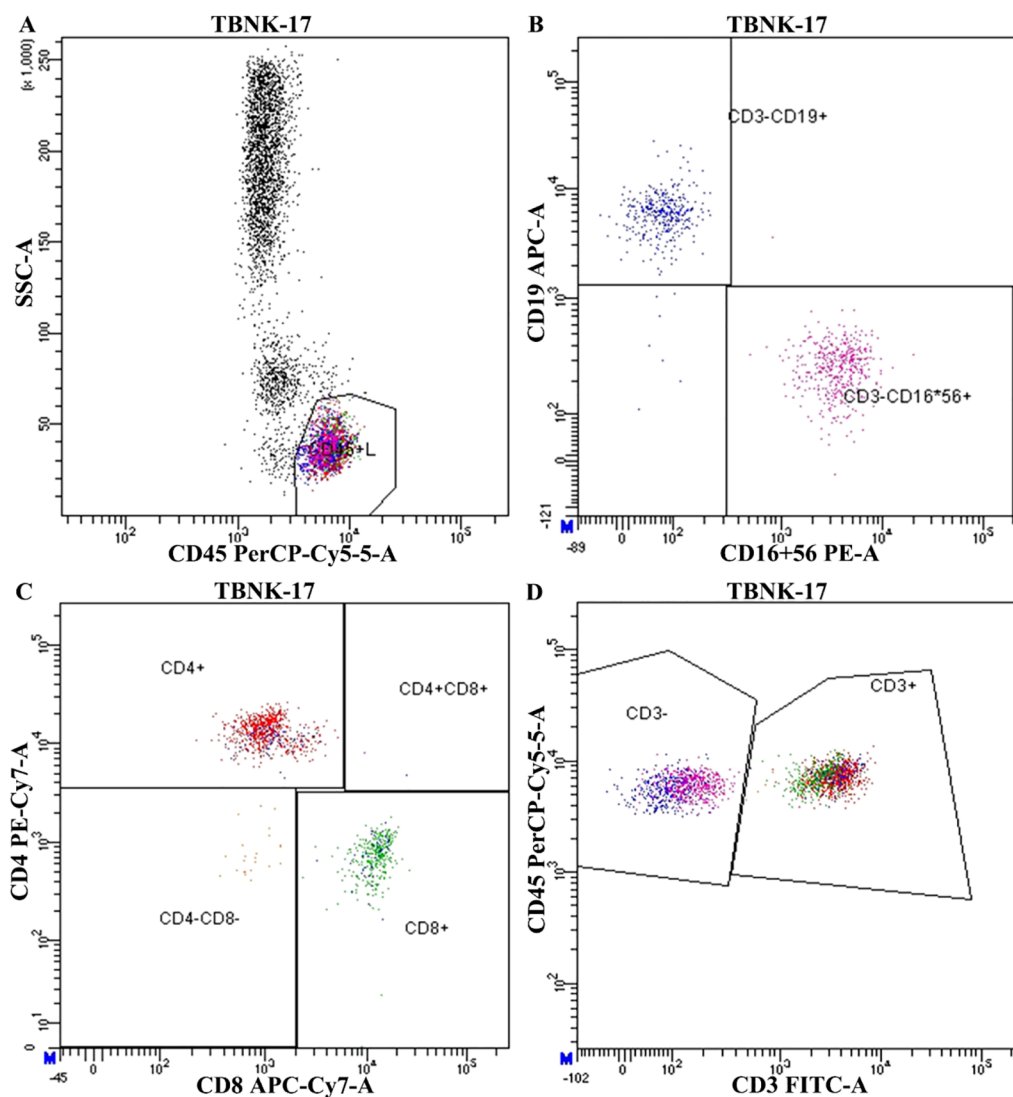 A
TBNK-17
(x 1,000)
250
200
150
100
50
SSC-A
CD45+L
10²
10³
10⁴
10⁵
CD45 PerCP-Cy5-5-A
B
TBNK-17
10⁵
10⁴
10³
10²
0
-121
CD19 APC-A
CD3-CD19+
CD3-CD16*56+
M
-89
0
10²
10³
10⁴
10⁵
CD16+56 PE-A
C
TBNK-17
10⁵
10⁴
10³
10²
10¹
0
CD4 PE-Cy7-A
CD4+
CD4+CD8+
CD4-CD8-
CD8+
M
-45
0
10²
10³
10⁴
10⁵
CD8 APC-Cy7-A
D
TBNK-17
10⁵
10⁴
10³
10²
CD45 PerCP-Cy5-5-A
CD3-
CD3+
M
-102
0
10²
10³
10⁴
10⁵
CD3 FITC-A